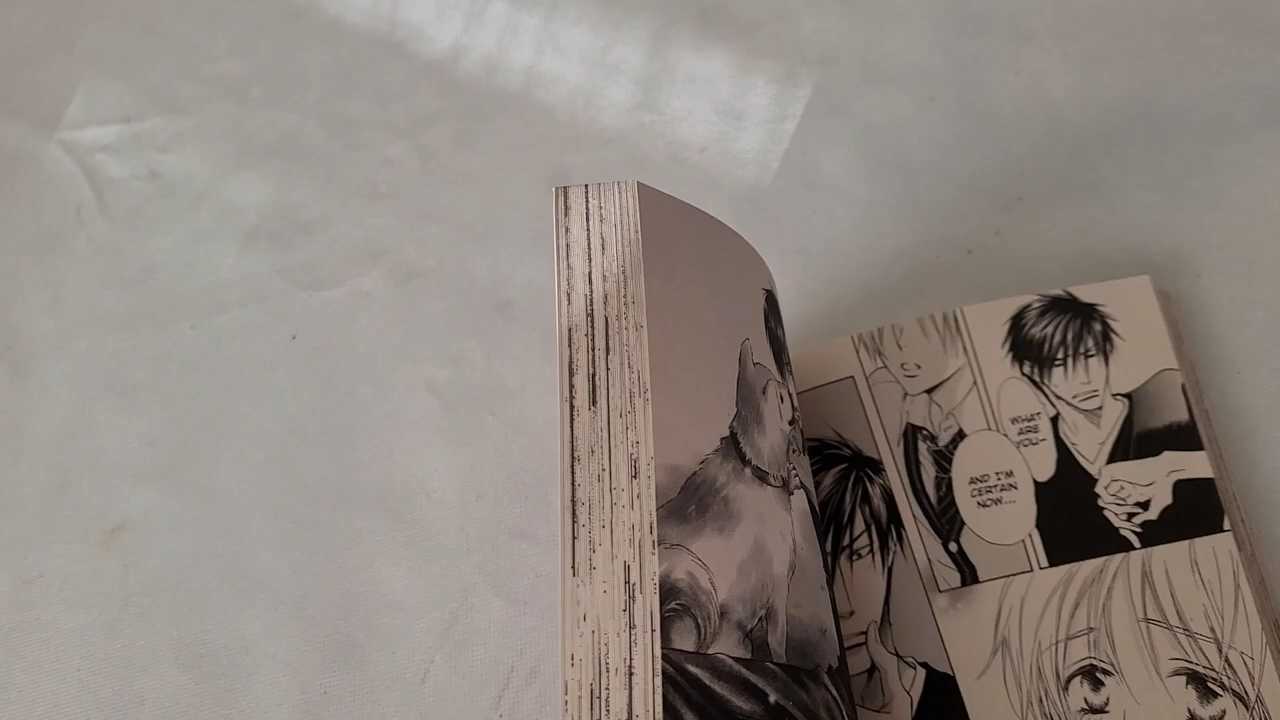 WHAT
ARE
YOU–
AND I'M
CERTAIN
NOW...